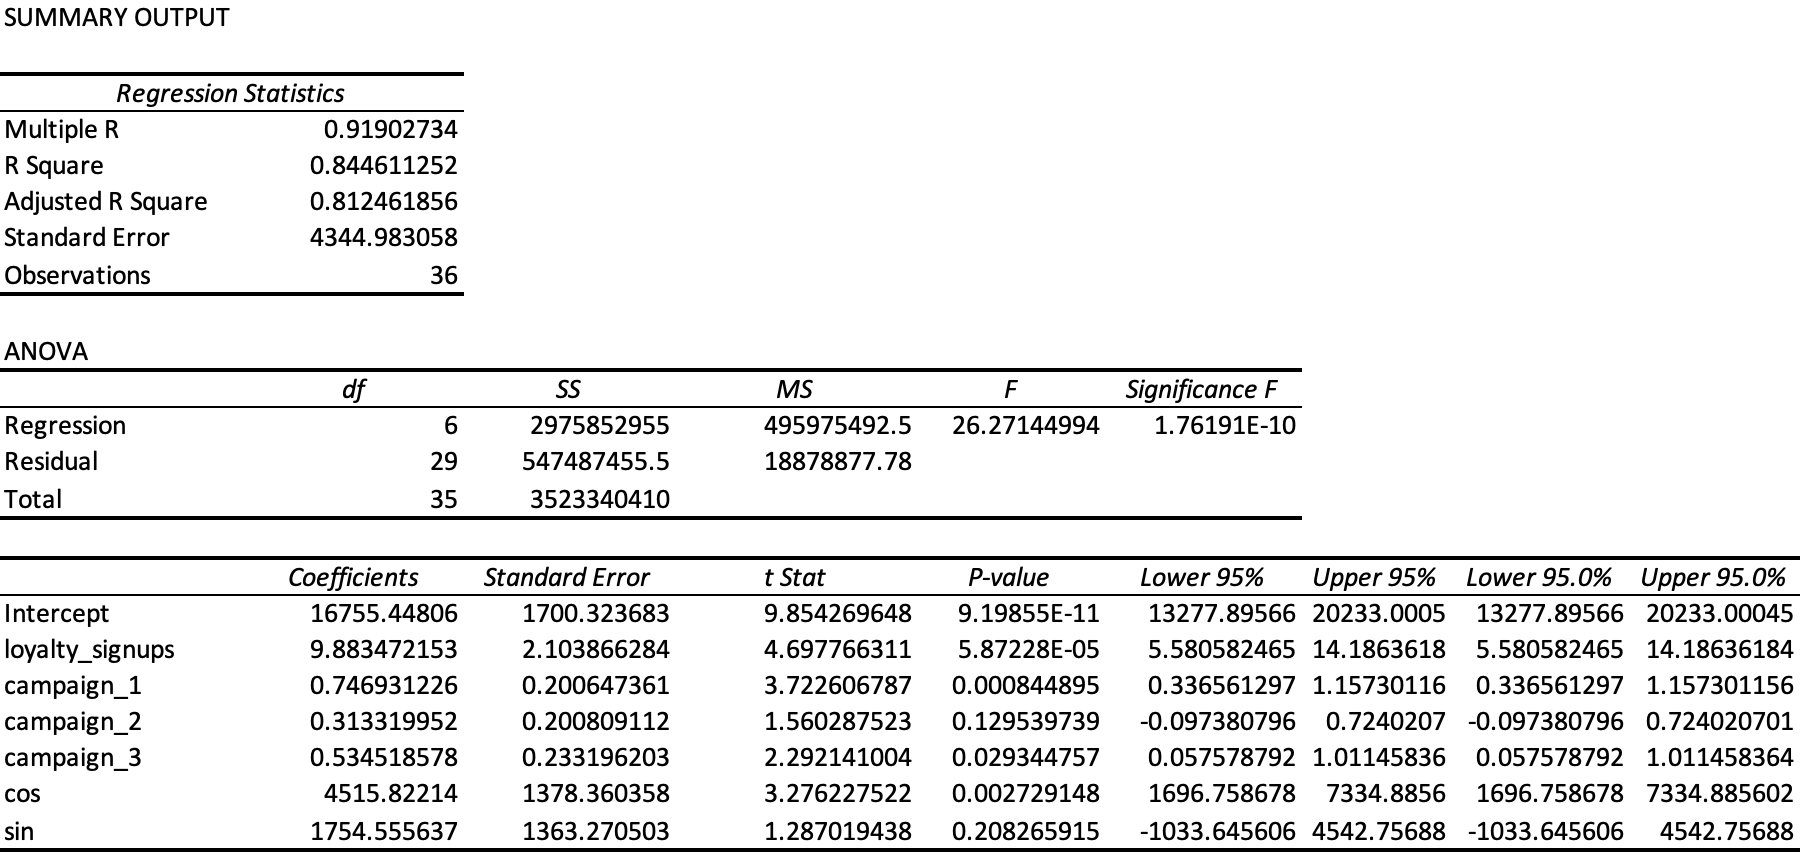 SUMMARY OUTPUT
Regression Statistics
Multiple R 0.91902734
R Square 0.844611252
Adjusted R Square 0.812461856
Standard Error 4344.983058
Observations 36
ANOVA
df SS MS F Significance F
Regression 6 2975852955 495975492.5 26.27144994 1.76191E-10
Residual 29 547487455.5 18878877.78
Total 35 3523340410
Coefficients Standard Error t Stat P-value Lower 95% Upper 95% Lower 95.0% Upper 95.0%
Intercept 16755.44806 1700.323683 9.854269648 9.19855E-11 13277.89566 20233.0005 13277.89566 20233.00045
loyalty_signups 9.883472153 2.103866284 4.697766311 5.87228E-05 5.580582465 14.1863618 5.580582465 14.18636184
campaign_1 0.746931226 0.200647361 3.722606787 0.000844895 0.336561297 1.15730116 0.336561297 1.157301156
campaign_2 0.313319952 0.200809112 1.560287523 0.129539739 -0.097380796 0.7240207 -0.097380796 0.724020701
campaign_3 0.534518578 0.233196203 2.292141004 0.029344757 0.057578792 1.01145836 0.057578792 1.011458364
cos 4515.82214 1378.360358 3.276227522 0.002729148 1696.758678 7334.8856 1696.758678 7334.885602
sin 1754.555637 1363.270503 1.287019438 0.208265915 -1033.645606 4542.75688 -1033.645606 4542.75688